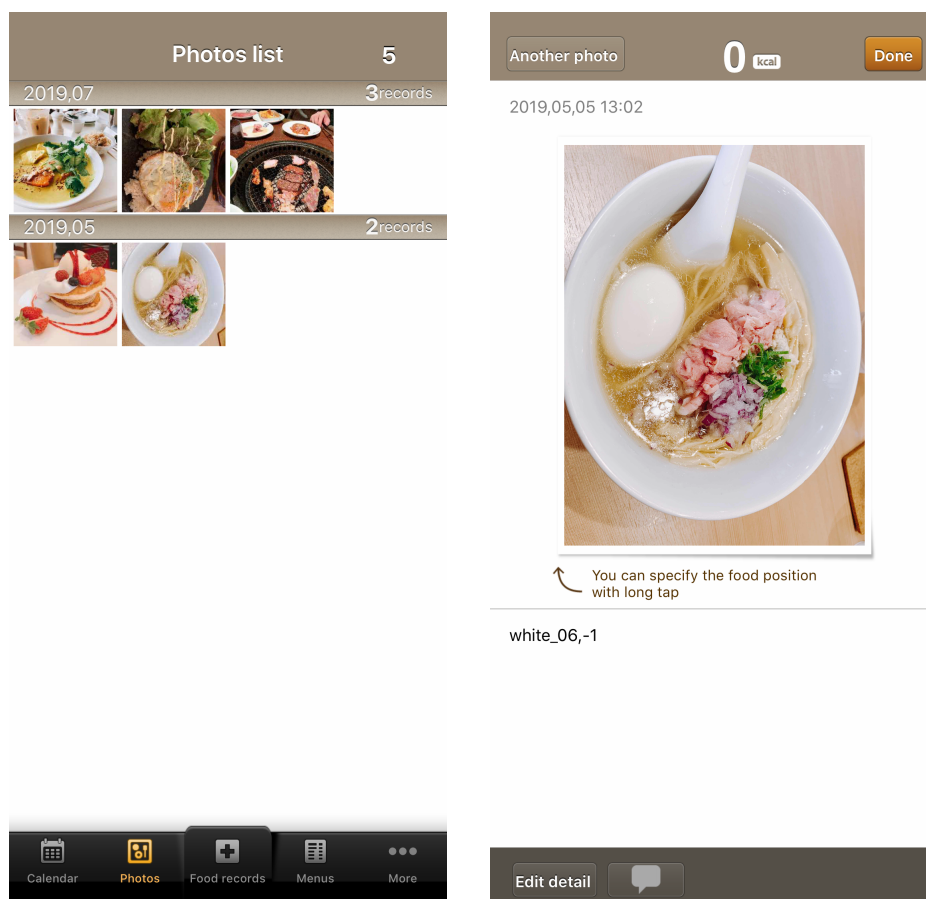 Photos list
5
2019,07
3records
2019,05
2records
Calendar
Photos
Food records
Menus
More
Another photo
0 kcal
Done
2019,05,05 13:02
You can specify the food position
with long tap
white_06,-1
Edit detail